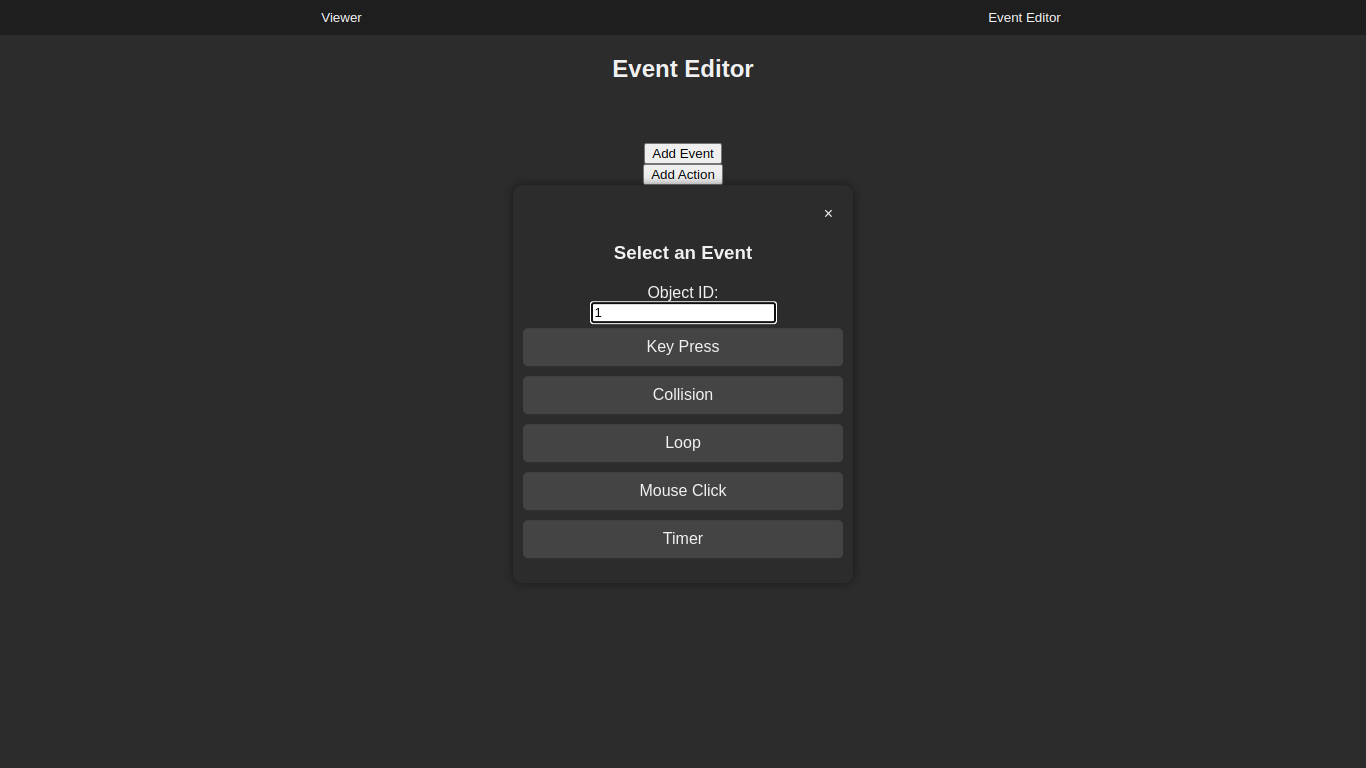 Viewer Event Editor
Event Editor
Add Event
Add Action
×
Select an Event
Object ID:
1
Key Press
Collision
Loop
Mouse Click
Timer